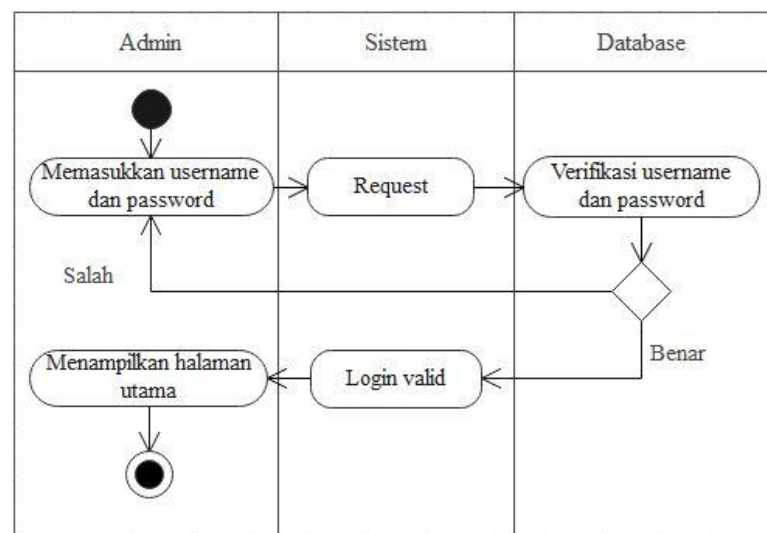 Admin
Sistem
Database
Memasukkan username
dan password
Request
Verifikasi username
dan password
Salah
Benar
Menampilkan halaman
utama
Login valid